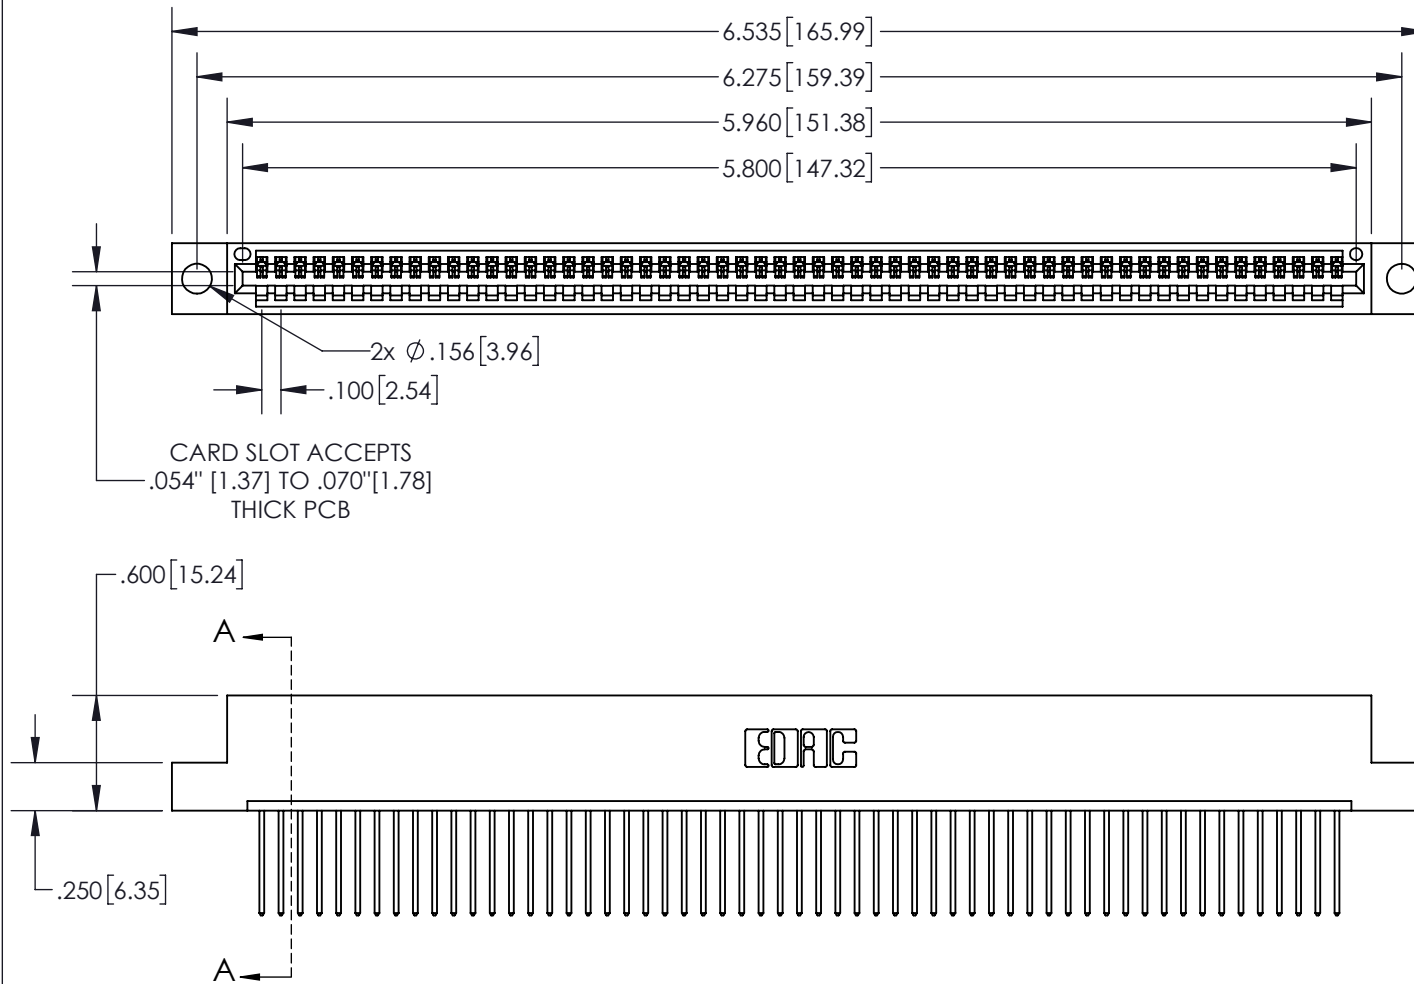 6.535[165.99]
6.275[159.39]
5.960[151.38]
5.800[147.32]
2x Ø.156[3.96]
.100[2.54]
CARD SLOT ACCEPTS
.054" [1.37] TO .070"[1.78]
THICK PCB
.600[15.24]
A
EDAC
.250[6.35]
A